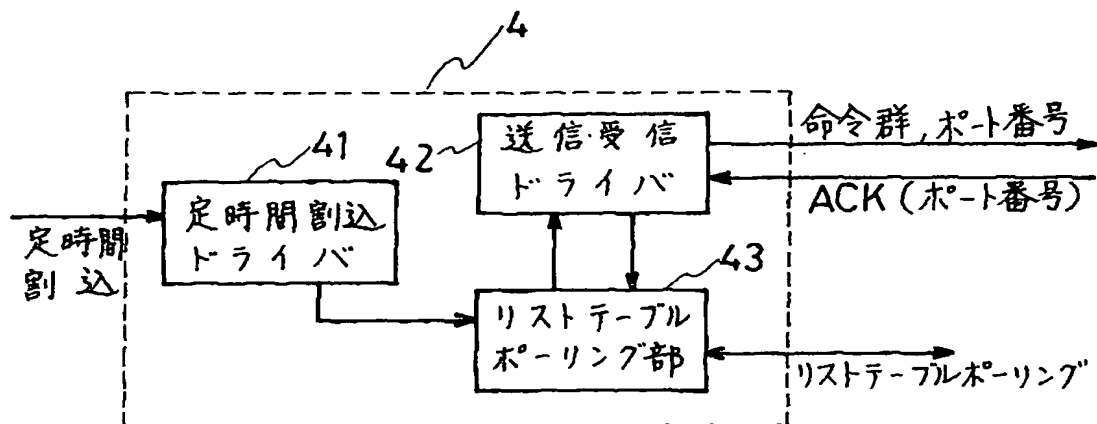 4
41
42
送信·受信
ドライバ
命令群,ポート番号
ACK(ポート番号)
定時間
割込
定時間割込
ドライバ
43
リストテーブル
ポーリング部
リストテーブルポーリング